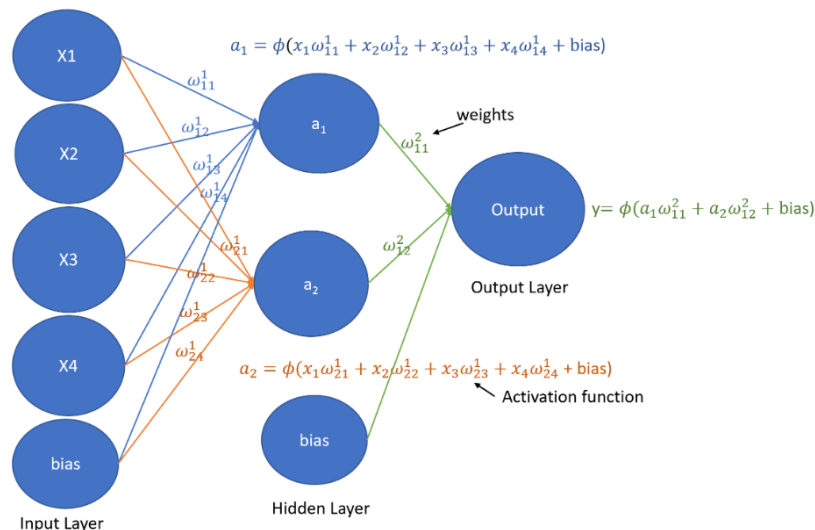 X1
a₁ = ϕ(x₁ω¹₁₁ + x₂ω¹₁₂ + x₃ω¹₁₃ + x₄ω¹₁₄ + bias)
ω¹₁₁
X2
ω¹₁₂
a₁
weights
ω¹₁₃
ω²₁₁
ω¹₁₄
Output
y= ϕ(a₁ω²₁₁ + a₂ω²₁₂ + bias)
X3
ω¹₂₁
ω²₁₂
ω¹₂₂
a₂
Output Layer
ω¹₂₃
ω¹₂₄
X4
a₂ = ϕ(x₁ω¹₂₁ + x₂ω¹₂₂ + x₃ω¹₂₃ + x₄ω¹₂₄ + bias)
Activation function
bias
bias
Hidden Layer
Input Layer